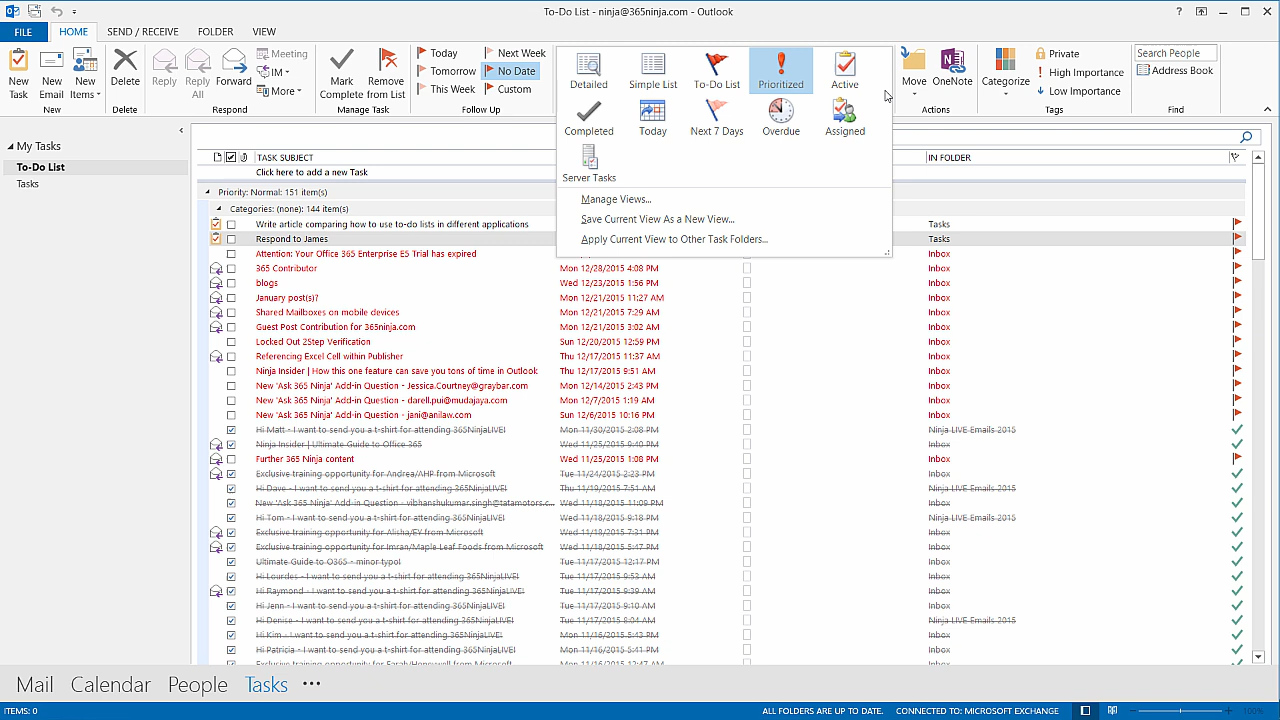 To-Do List - ninja@365ninja.com - Outlook
FILE HOME SEND / RECEIVE FOLDER VIEW
New Task
New Email
New Items
New
Delete
Delete
Reply
Reply All
Forward
Meeting
IM
More
Respond
Mark Complete
Remove from List
Manage Task
Today
Tomorrow
This Week
Next Week
No Date
Custom
Follow Up
Detailed Simple List To-Do List Prioritized Active
Completed Today Next 7 Days Overdue Assigned
Server Tasks
Manage Views...
Save Current View As a New View...
Apply Current View to Other Task Folders...
Move
OneNote
Actions
Categorize
Private
High Importance
Low Importance
Tags
Search People
Address Book
Find
My Tasks
To-Do List
Tasks
TASK SUBJECT IN FOLDER
Click here to add a new Task
Priority: Normal: 151 item(s)
Categories: (none): 144 item(s)
Write article comparing how to use to-do lists in different applications Tasks
Respond to James Tasks
Attention: Your Office 365 Enterprise E5 Trial has expired Inbox
365 Contributor Mon 12/28/2015 4:08 PM Inbox
blogs Wed 12/23/2015 1:56 PM Inbox
January post(s)? Mon 12/21/2015 11:27 AM Inbox
Shared Mailboxes on mobile devices Mon 12/21/2015 7:29 AM Inbox
Guest Post Contribution for 365ninja.com Mon 12/21/2015 3:02 AM Inbox
Locked Out 2Step Verification Sun 12/20/2015 12:59 PM Inbox
Referencing Excel Cell within Publisher Thu 12/17/2015 11:37 AM Inbox
Ninja Insider | How this one feature can save you tons of time in Outlook Thu 12/17/2015 9:51 AM Inbox
New 'Ask 365 Ninja' Add-in Question - Jessica.Courtney@graybar.com Mon 12/14/2015 2:43 PM Inbox
New 'Ask 365 Ninja' Add-in Question - darell.pui@mudajaya.com Mon 12/7/2015 1:19 AM Inbox
New 'Ask 365 Ninja' Add-in Question - jani@anilaw.com Sun 12/6/2015 10:16 PM Inbox
Hi Matt - I want to send you a t-shirt for attending 365NinjaLIVE! Mon 11/30/2015 2:08 PM Ninja LIVE Emails 2015
Ninja Insider | Ultimate Guide to Office 365 Wed 11/25/2015 9:40 PM Inbox
Further 365 Ninja content Wed 11/25/2015 1:08 PM Inbox
Exclusive training opportunity for Andrea/AHP from Microsoft Tue 11/24/2015 2:23 PM Inbox
Hi Dave - I want to send you a t-shirt for attending 365NinjaLIVE! Thu 11/19/2015 7:51 AM Ninja LIVE Emails 2015
New 'Ask 365 Ninja' Add-in Question - vibhanshukumar.singh@tatamotors.c... Wed 11/18/2015 11:09 PM Inbox
Hi Tom - I want to send you a t-shirt for attending 365NinjaLIVE! Wed 11/18/2015 9:18 PM Ninja LIVE Emails 2015
Exclusive training opportunity for Alisha/EY from Microsoft Wed 11/18/2015 7:31 PM Inbox
Exclusive training opportunity for Imran/Maple Leaf Foods from Microsoft Wed 11/18/2015 5:47 PM Inbox
Ultimate Guide to O365 - minor typo! Tue 11/17/2015 12:17 PM Inbox
Hi Lourdes - I want to send you a t-shirt for attending 365NinjaLIVE! Tue 11/17/2015 9:53 AM Inbox
Hi Raymond - I want to send you a t-shirt for attending 365NinjaLIVE! Tue 11/17/2015 9:39 AM Inbox
Hi Jenn - I want to send you a t-shirt for attending 365NinjaLIVE! Tue 11/17/2015 9:10 AM Inbox
Hi Denise - I want to send you a t-shirt for attending 365NinjaLIVE! Tue 11/17/2015 8:04 AM Ninja LIVE Emails 2015
Hi Kim - I want to send you a t-shirt for attending 365NinjaLIVE! Mon 11/16/2015 5:43 PM Inbox
Hi Patricia - I want to send you a t-shirt for attending 365NinjaLIVE! Mon 11/16/2015 5:41 PM Inbox
Exclusive training opportunity for Sarah/Honeywell from Microsoft Mon 11/16/2015 12:47 AM Inbox
Mail Calendar People Tasks
ITEMS: 0 ALL FOLDERS ARE UP TO DATE. CONNECTED TO: MICROSOFT EXCHANGE 100%